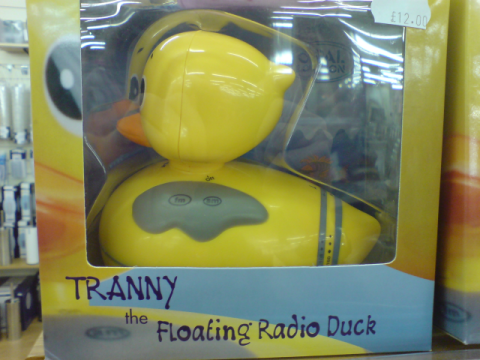 £12.00
TRANNY
the Floating Radio Duck